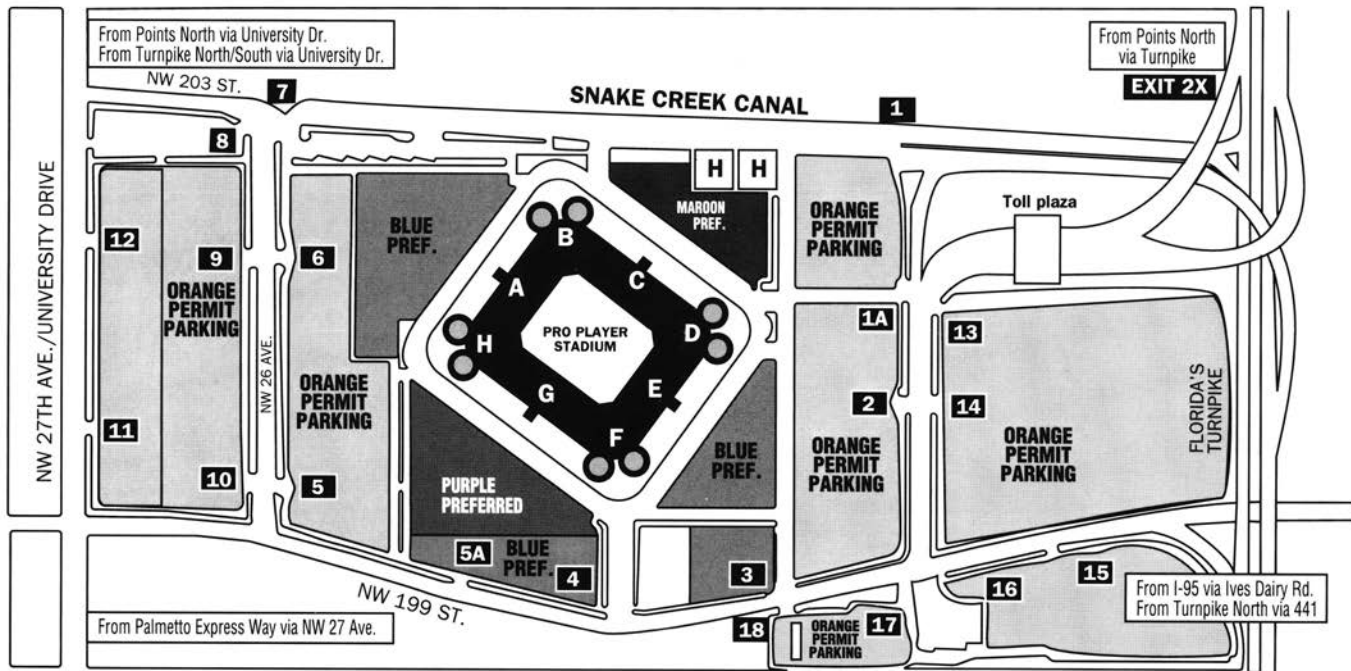 From Points North via University Dr.
From Turnpike North/South via University Dr.
From Points North
via Turnpike
EXIT 2X
NW 203 ST.
7
SNAKE CREEK CANAL
1
8
H H
MAROON
PREF.
ORANGE
PERMIT
PARKING
Toll plaza
NW 27TH AVE./UNIVERSITY DRIVE
12
9
ORANGE
PERMIT
PARKING
11
10
NW 26 AVE.
6
BLUE
PREF.
ORANGE
PERMIT
PARKING
5
A
B
C
D
E
F
G
H
PRO PLAYER
STADIUM
1A
2
ORANGE
PERMIT
PARKING
13
14
ORANGE
PERMIT
PARKING
FLORIDA'S
TURNPIKE
PURPLE
PREFERRED
BLUE
PREF.
5A
BLUE
PREF.
4
3
NW 199 ST.
18
ORANGE
PERMIT
PARKING
17
16
15
From I-95 via Ives Dairy Rd.
From Turnpike North via 441
From Palmetto Express Way via NW 27 Ave.